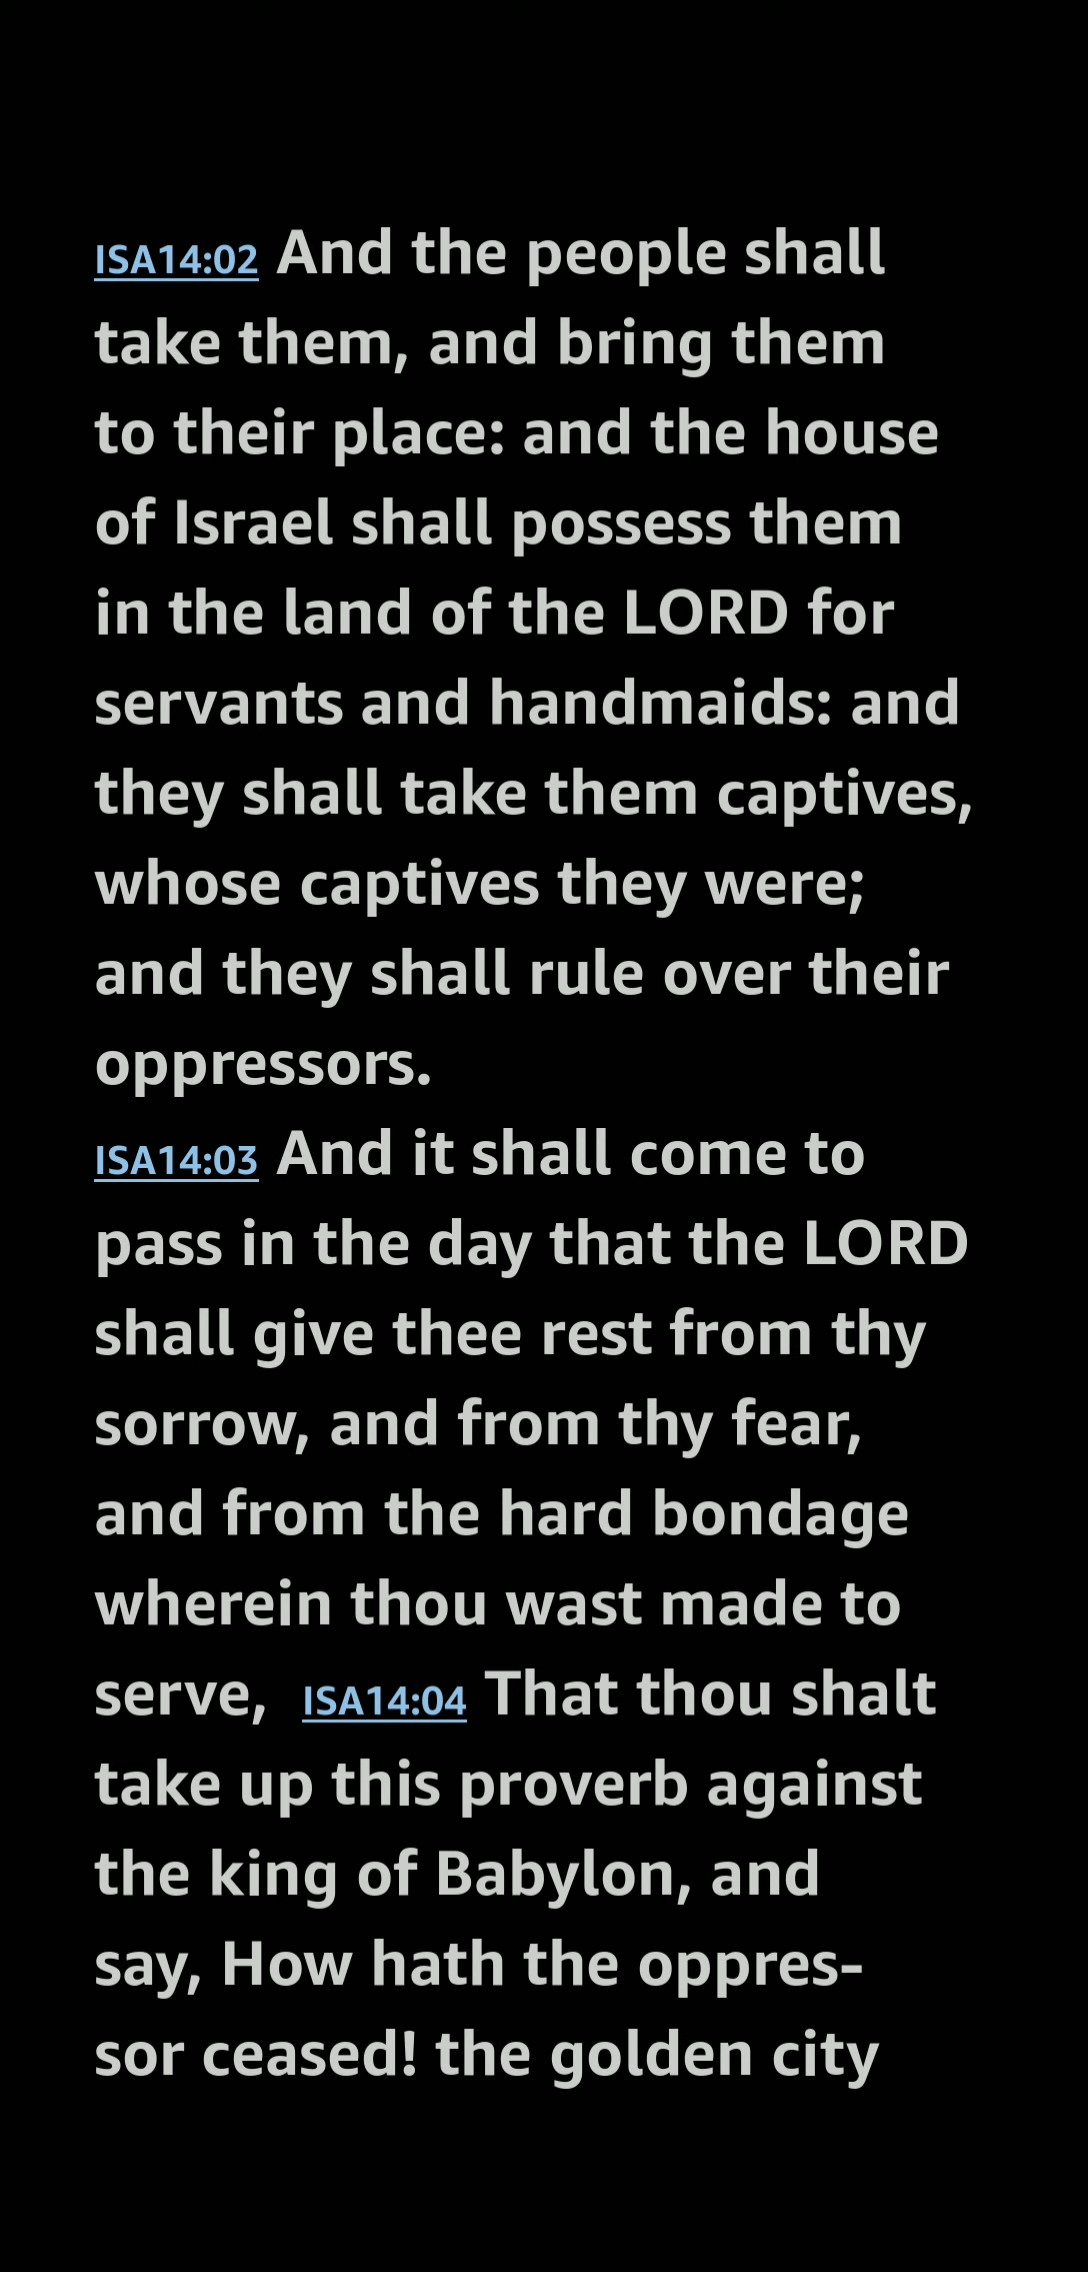 ISA14:02 And the people shall
take them, and bring them
to their place: and the house
of Israel shall possess them
in the land of the LORD for
servants and handmaids: and
they shall take them captives,
whose captives they were;
and they shall rule over their
oppressors.
ISA14:03 And it shall come to
pass in the day that the LORD
shall give thee rest from thy
sorrow, and from thy fear,
and from the hard bondage
wherein thou wast made to
serve,  ISA14:04 That thou shalt
take up this proverb against
the king of Babylon, and
say, How hath the oppres-
sor ceased! the golden city